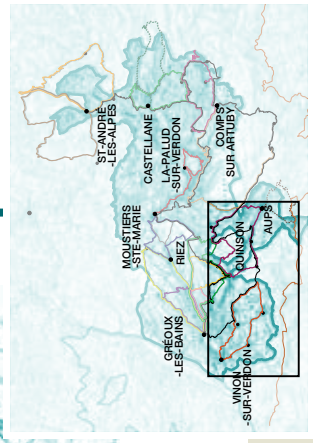 ST-ANDRÉ
-LES-ALPES
CASTELLANE
LA-PALUD
-SUR-VERDON
COMPS
SUR ARTUBY
MOUSTIERS
-STE-MARIE
RIEZ
QUINSON
AUPS
GRÉOUX
-LES-BAINS
VINON
-SUR-VERDON